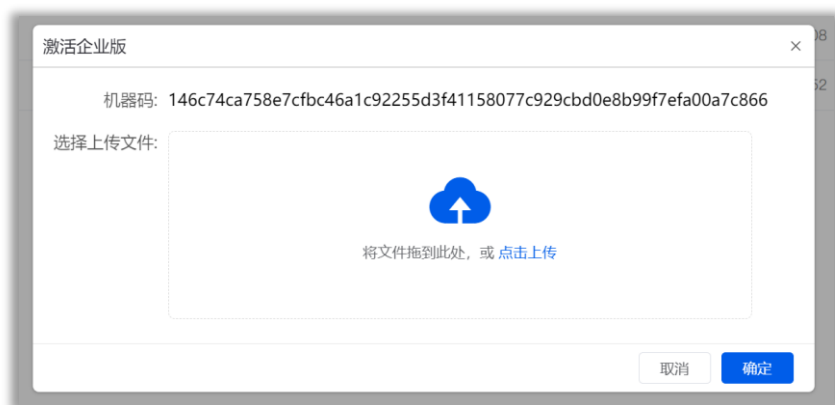 激活企业版
机器码: 146c74ca758e7cfbc46a1c92255d3f41158077c929cbd0e8b99f7efa00a7c866
选择上传文件:
将文件拖到此处，或 点击上传
取消 确定